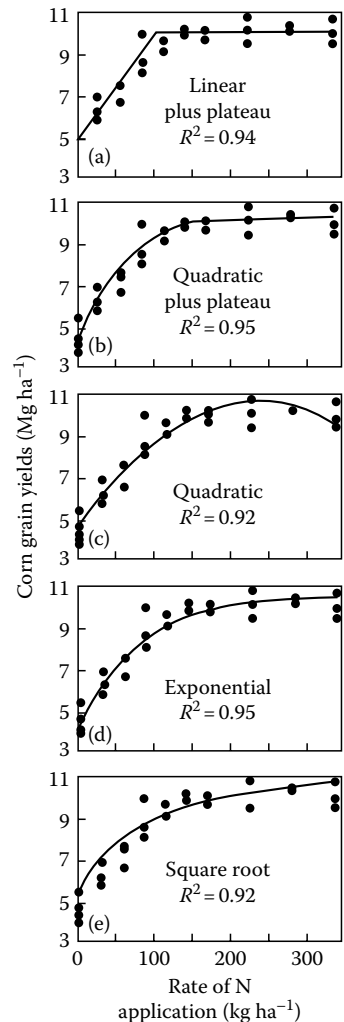 Corn grain yields (Mg ha⁻¹)
11
9
7
5
3
Linear
plus plateau
R² = 0.94
(a)
11
9
7
5
3
Quadratic
plus plateau
R² = 0.95
(b)
11
9
7
5
3
Quadratic
R² = 0.92
(c)
11
9
7
5
3
Exponential
R² = 0.95
(d)
11
9
7
5
3
Square root
R² = 0.92
(e)
0 100 200 300
Rate of N
application (kg ha⁻¹)